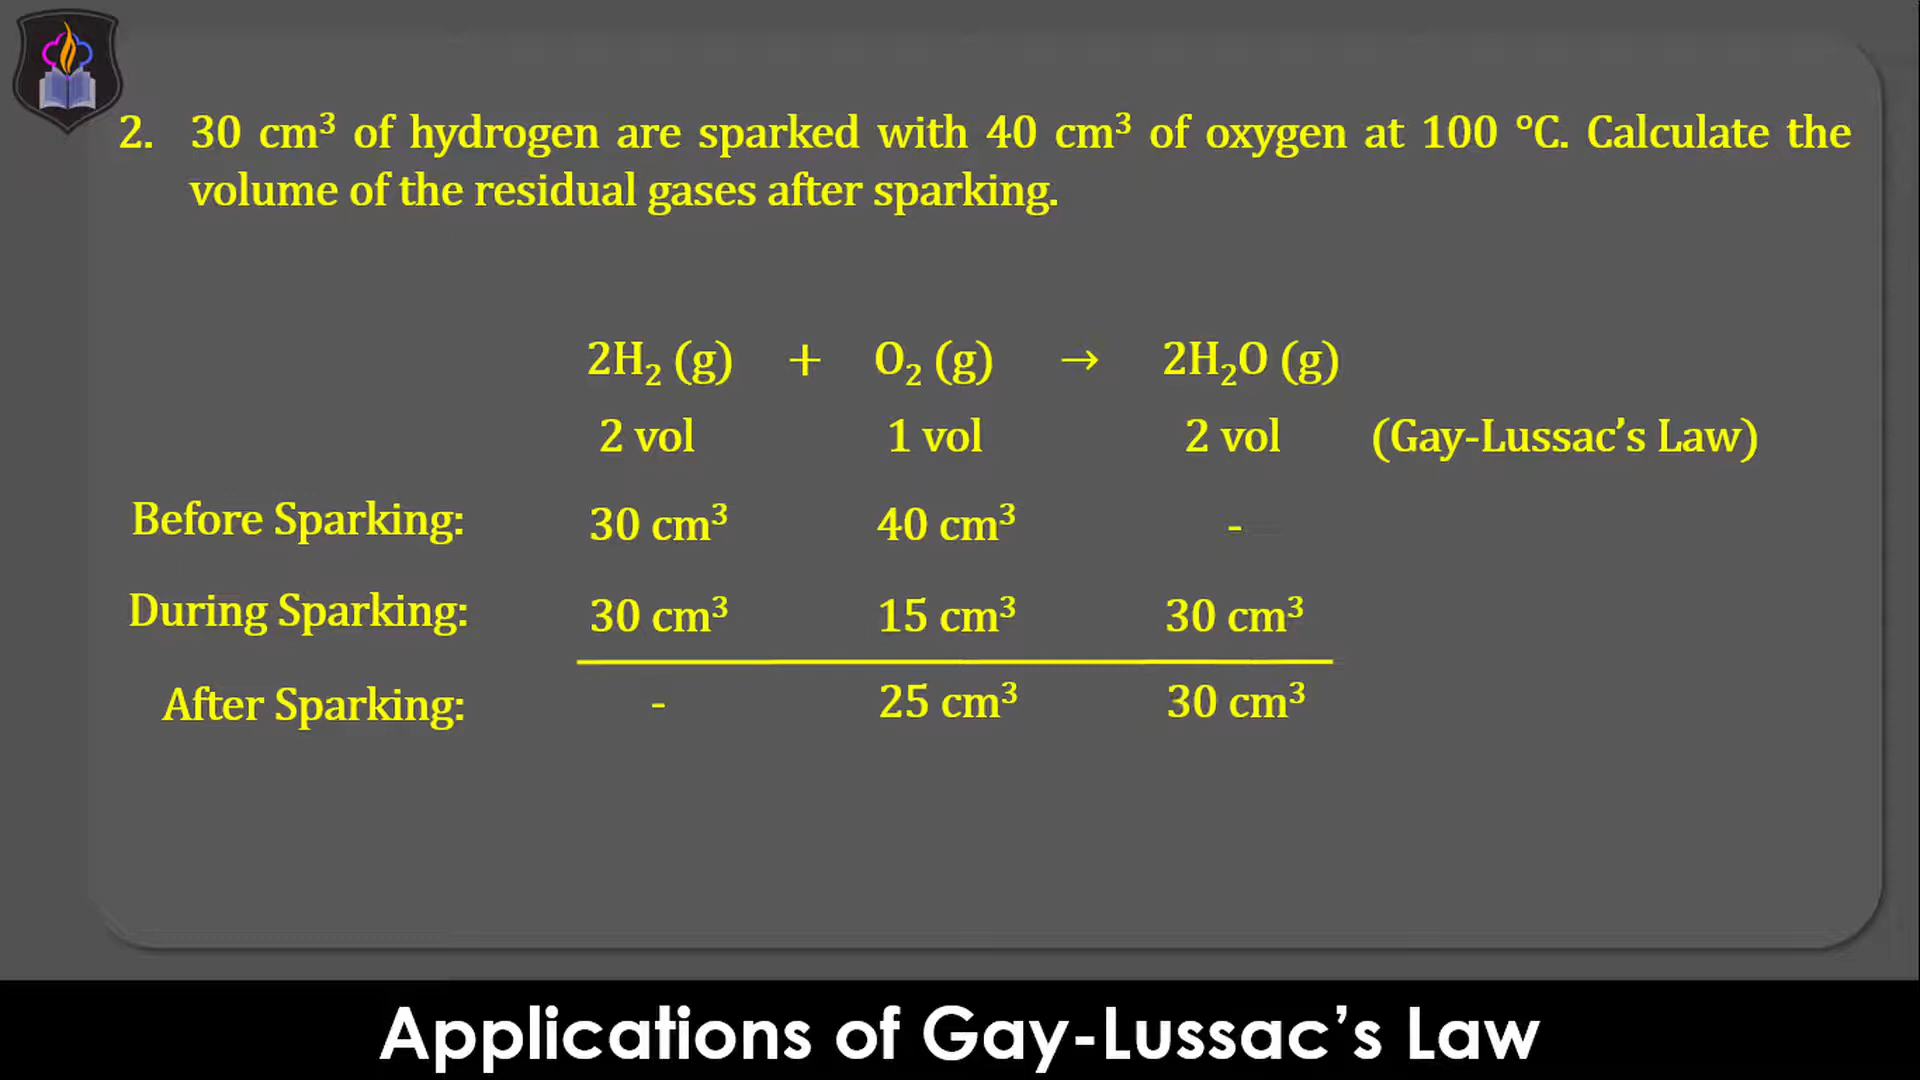 2. 30 cm³ of hydrogen are sparked with 40 cm³ of oxygen at 100 °C. Calculate the
volume of the residual gases after sparking.
2H₂ (g) + O₂ (g) → 2H₂O (g)
2 vol 1 vol 2 vol (Gay-Lussac’s Law)
Before Sparking: 30 cm³ 40 cm³ -
During Sparking: 30 cm³ 15 cm³ 30 cm³
After Sparking: - 25 cm³ 30 cm³
Applications of Gay-Lussac’s Law